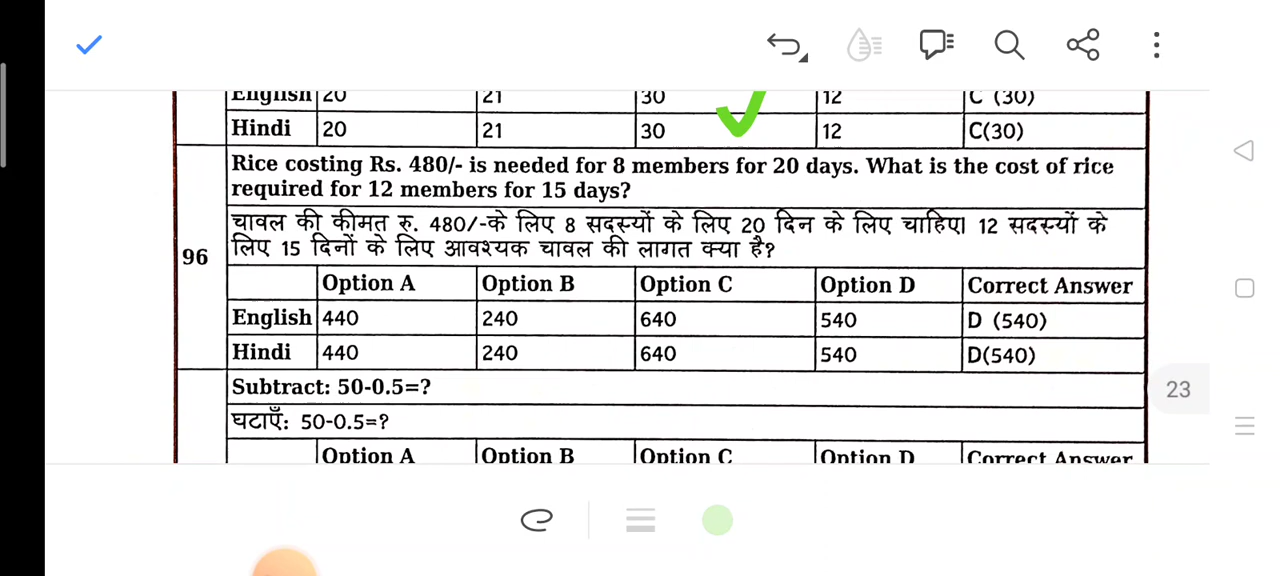 English 20 21 30 12 C (30)
Hindi 20 21 30 12 C(30)
Rice costing Rs. 480/- is needed for 8 members for 20 days. What is the cost of rice
required for 12 members for 15 days?
चावल की कीमत रु. 480/-के लिए 8 सदस्यों के लिए 20 दिन के लिए चाहिए। 12 सदस्यों के
लिए 15 दिनों के लिए आवश्यक चावल की लागत क्या है?
96
Option A Option B Option C Option D Correct Answer
English 440 240 640 540 D (540)
Hindi 440 240 640 540 D(540)
Subtract: 50-0.5=?
23
घटाएँ: 50-0.5=?
Option A Option B Option C Option D Correct Answer